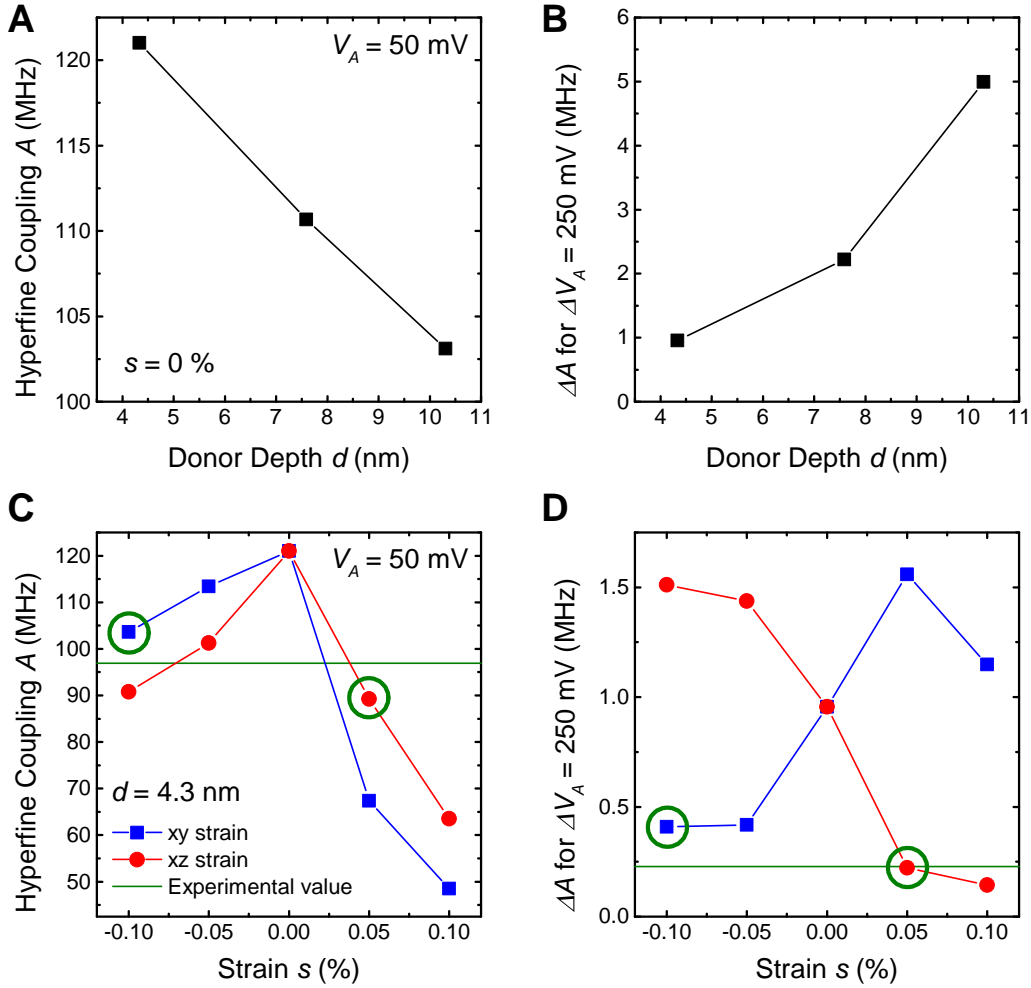 A
V_A = 50 mV
Hyperfine Coupling A (MHz)
120
115
110
105
100
s = 0 %
4 5 6 7 8 9 10 11
Donor Depth d (nm)
B
ΔA for ΔV_A = 250 mV (MHz)
6
5
4
3
2
1
0
4 5 6 7 8 9 10 11
Donor Depth d (nm)
C
V_A = 50 mV
Hyperfine Coupling A (MHz)
120
110
100
90
80
70
60
50
d = 4.3 nm
xy strain
xz strain
Experimental value
-0.10 -0.05 0.00 0.05 0.10
Strain s (%)
D
ΔA for ΔV_A = 250 mV (MHz)
1.5
1.0
0.5
0.0
-0.10 -0.05 0.00 0.05 0.10
Strain s (%)